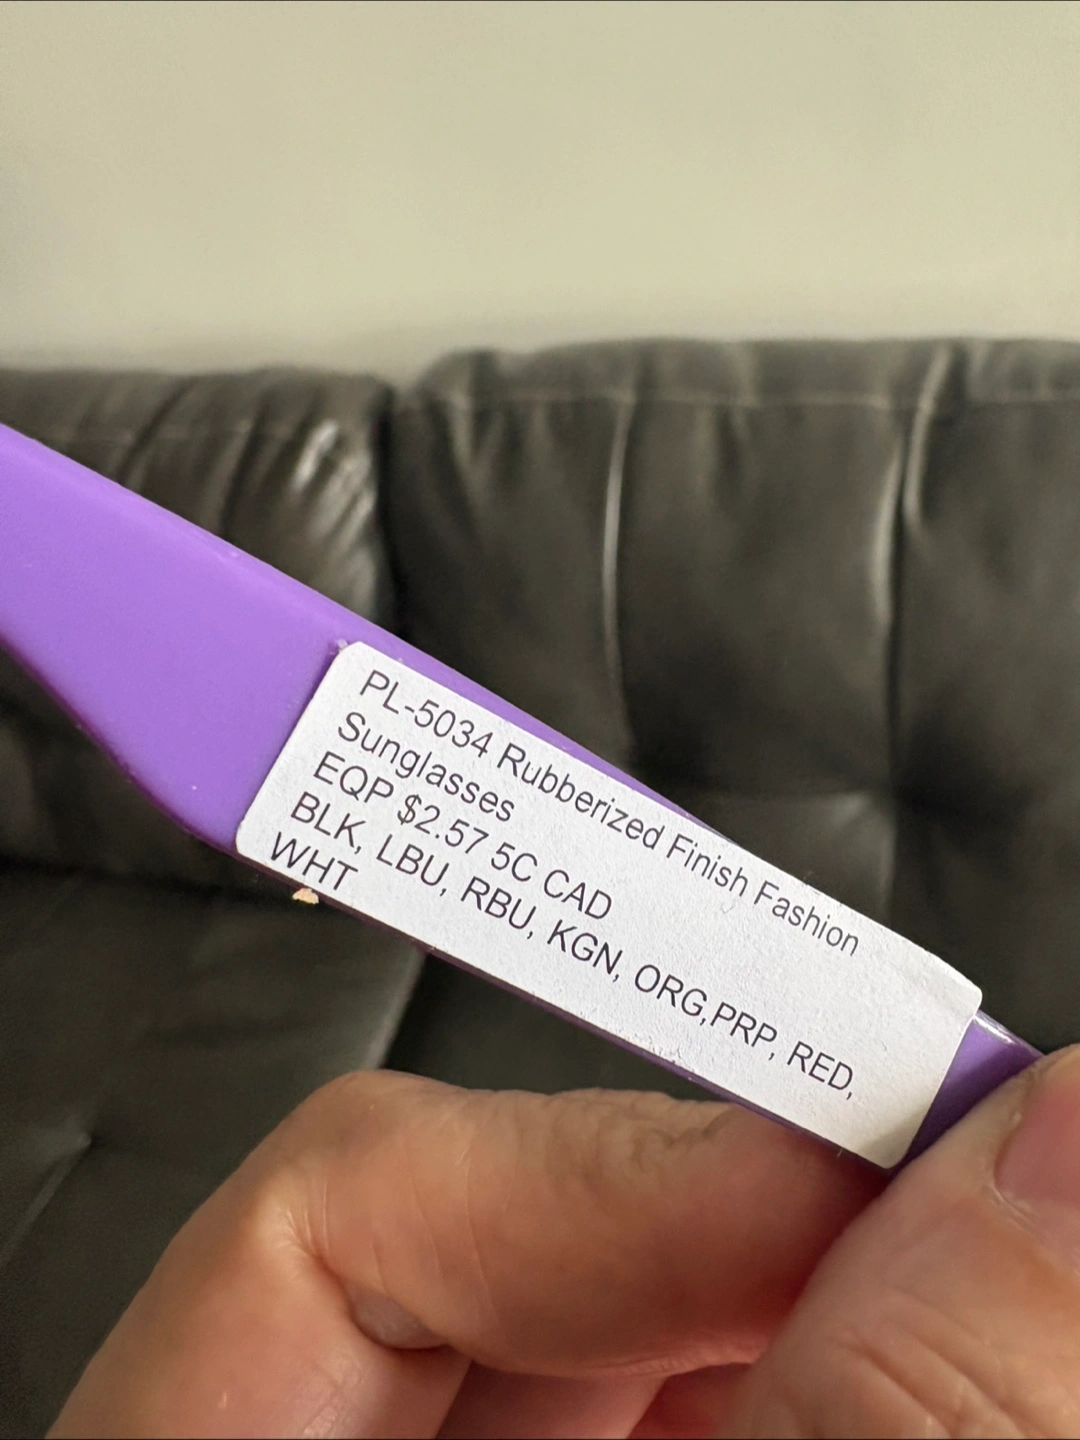 PL-5034 Rubberized Finish Fashion
Sunglasses
EQP $2.57 5C CAD
BLK, LBU, RBU, KGN, ORG,PRP, RED,
WHT